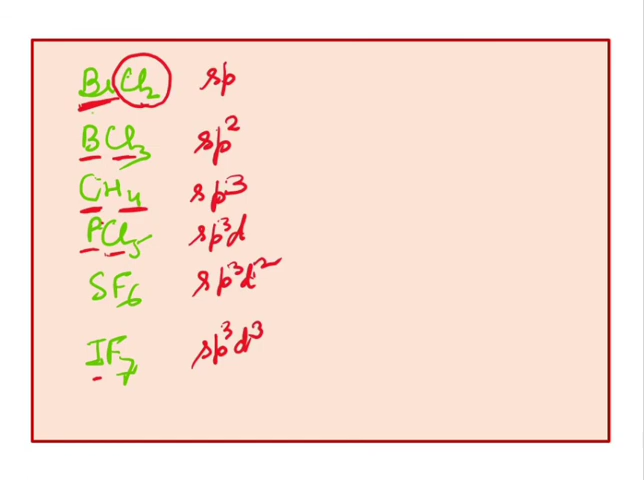 BeCl₂ sp
BCl₃ sp²
CH₄ sp³
PCl₅ sp³d
SF₆ sp³d²
IF₇ sp³d³